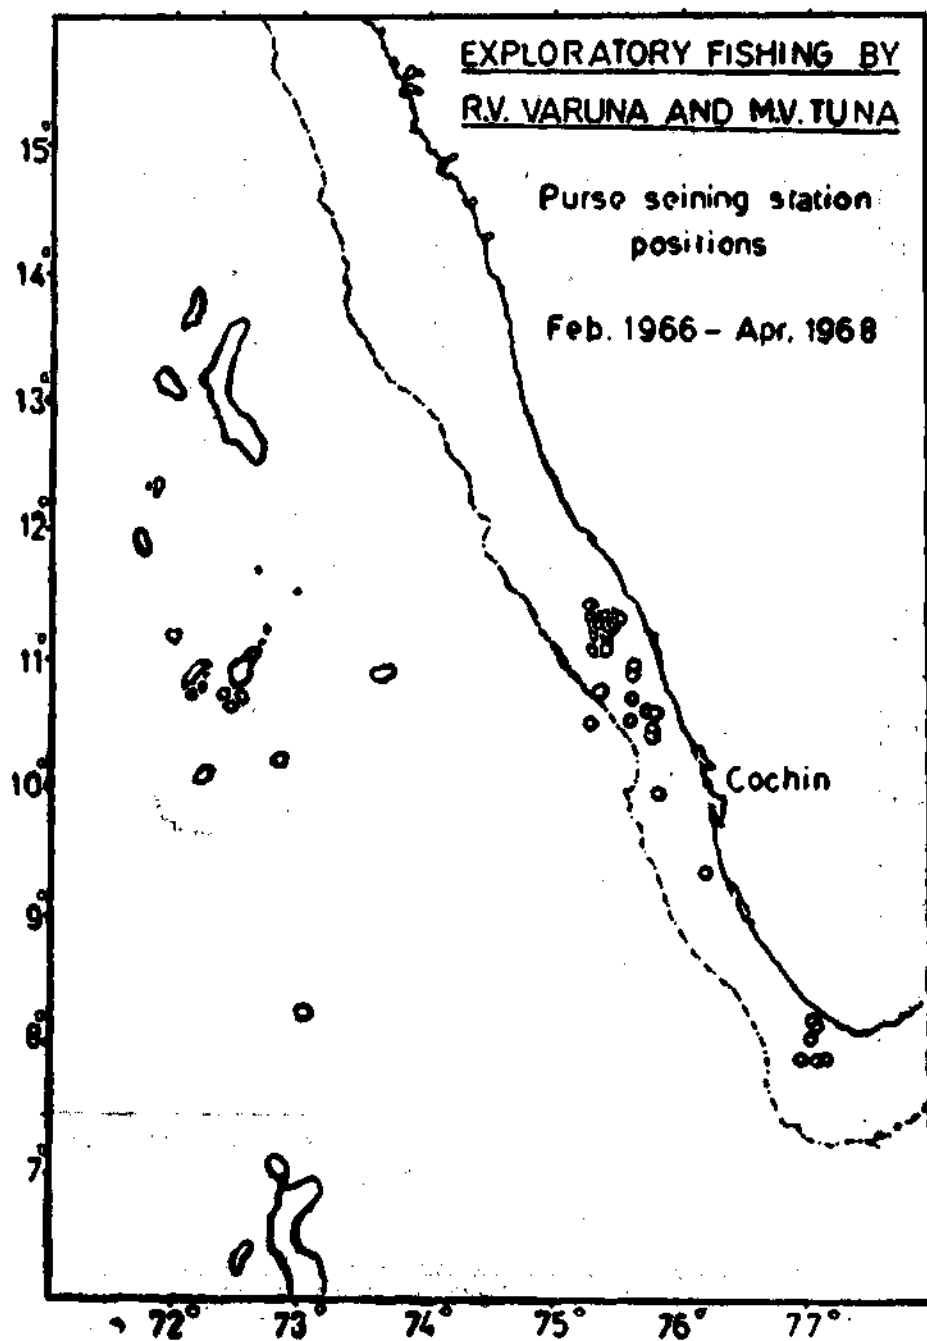 EXPLORATORY FISHING BY
R.V. VARUNA AND M.V. TUNA
Purse seining station
positions
Feb. 1966 – Apr. 1968
15°
14°
13°
12°
11°
10°
9°
8°
7°
Cochin
72° 73° 74° 75° 76° 77°